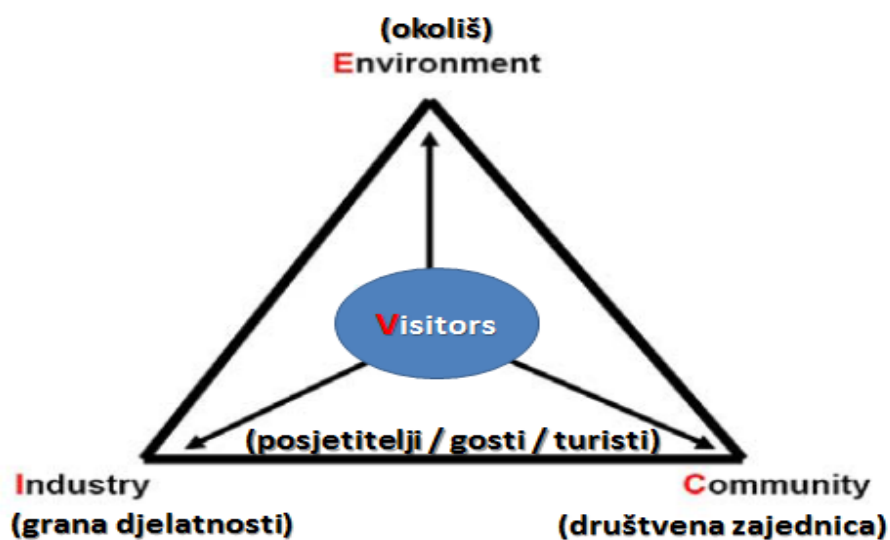 (okoliš)
Environment
Visitors
(posjetitelji / gosti / turisti)
Industry
Community
(grana djelatnosti)
(društvena zajednica)